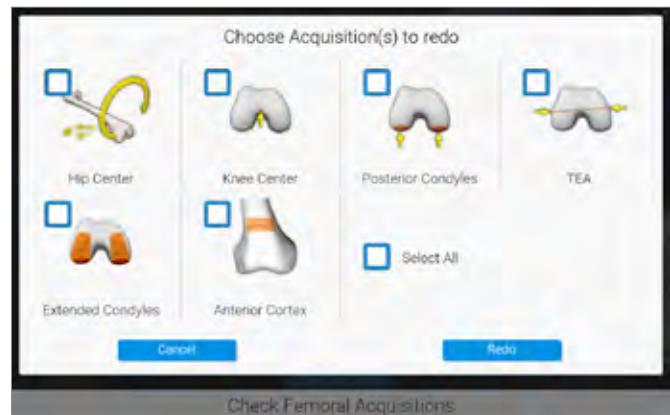 Choose Acquisition(s) to redo
Hip Center
Knee Center
Posterior Condyles
TEA
Extended Condyles
Anterior Cortex
Select All
Cancel
Redo
Check Femoral Acquisitions